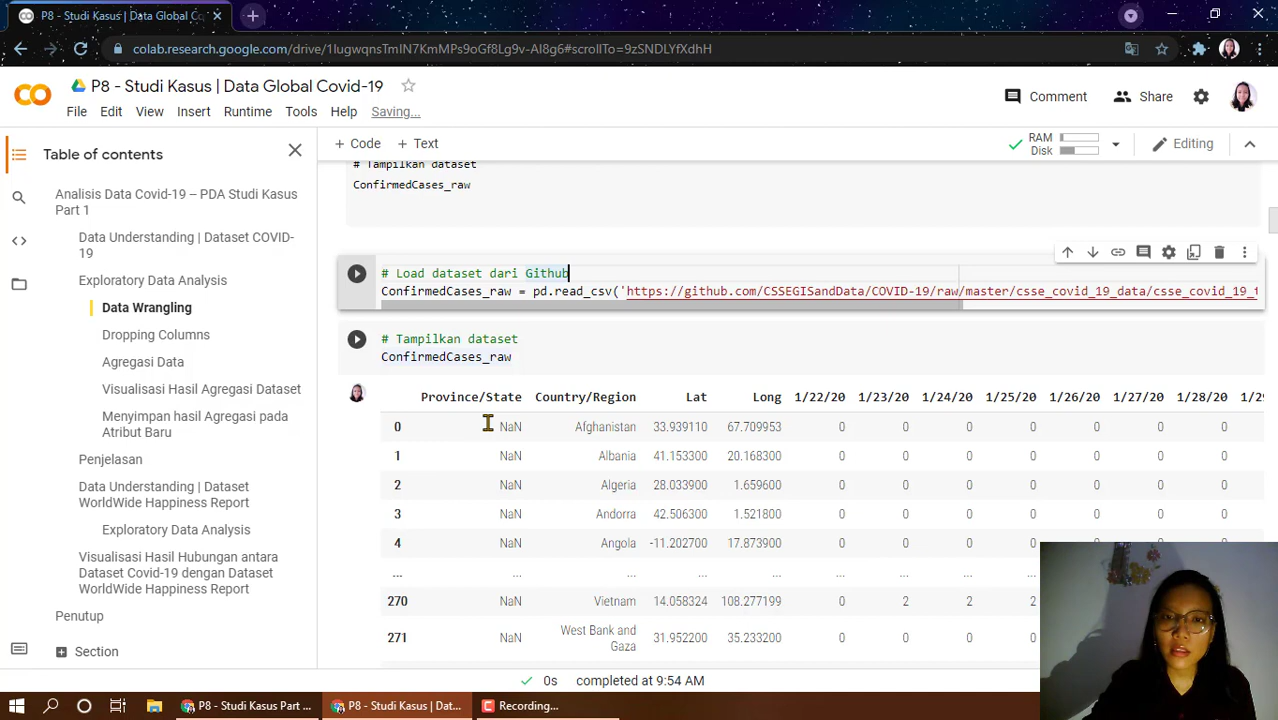 P8 - Studi Kasus | Data Global Co
colab.research.google.com/drive/1lugwqnsTmIN7KmMPs9oGf8Lg9v-AI8g6#scrollTo=9zSNDLYfXdhH
P8 - Studi Kasus | Data Global Covid-19
File Edit View Insert Runtime Tools Help Saving...
Comment
Share
Table of contents
+ Code + Text
RAM
Disk
Editing
Analisis Data Covid-19 – PDA Studi Kasus
Part 1
Data Understanding | Dataset COVID-
19
Exploratory Data Analysis
Data Wrangling
Dropping Columns
Agregasi Data
Visualisasi Hasil Agregasi Dataset
Menyimpan hasil Agregasi pada
Atribut Baru
Penjelasan
Data Understanding | Dataset
WorldWide Happiness Report
Exploratory Data Analysis
Visualisasi Hasil Hubungan antara
Dataset Covid-19 dengan Dataset
WorldWide Happiness Report
Penutup
Section
# Tampilkan dataset
ConfirmedCases_raw
# Load dataset dari Github
ConfirmedCases_raw = pd.read_csv('https://github.com/CSSEGISandData/COVID-19/raw/master/csse_covid_19_data/csse_covid_19_t
# Tampilkan dataset
ConfirmedCases_raw
Province/State Country/Region Lat Long 1/22/20 1/23/20 1/24/20 1/25/20 1/26/20 1/27/20 1/28/20 1/29
0 NaN Afghanistan 33.939110 67.709953 0 0 0 0 0 0 0
1 NaN Albania 41.153300 20.168300 0 0 0 0 0 0 0
2 NaN Algeria 28.033900 1.659600 0 0 0 0 0 0 0
3 NaN Andorra 42.506300 1.521800 0 0 0 0 0 0 0
4 NaN Angola -11.202700 17.873900 0 0 0 0 0 0 0
... ... ... ... ... ... ... ... ...
270 NaN Vietnam 14.058324 108.277199 0 2 2 2
271 NaN West Bank and
Gaza 31.952200 35.233200 0 0 0 0
0s completed at 9:54 AM
P8 - Studi Kasus Part ...
P8 - Studi Kasus | Dat...
Recording...